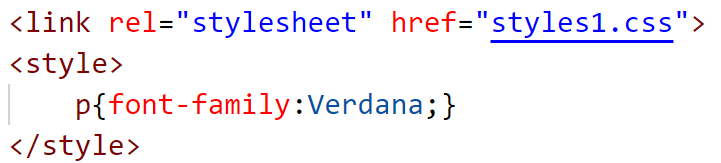 <link rel="stylesheet" href="styles1.css">
<style>
    p{font-family:Verdana;}
</style>